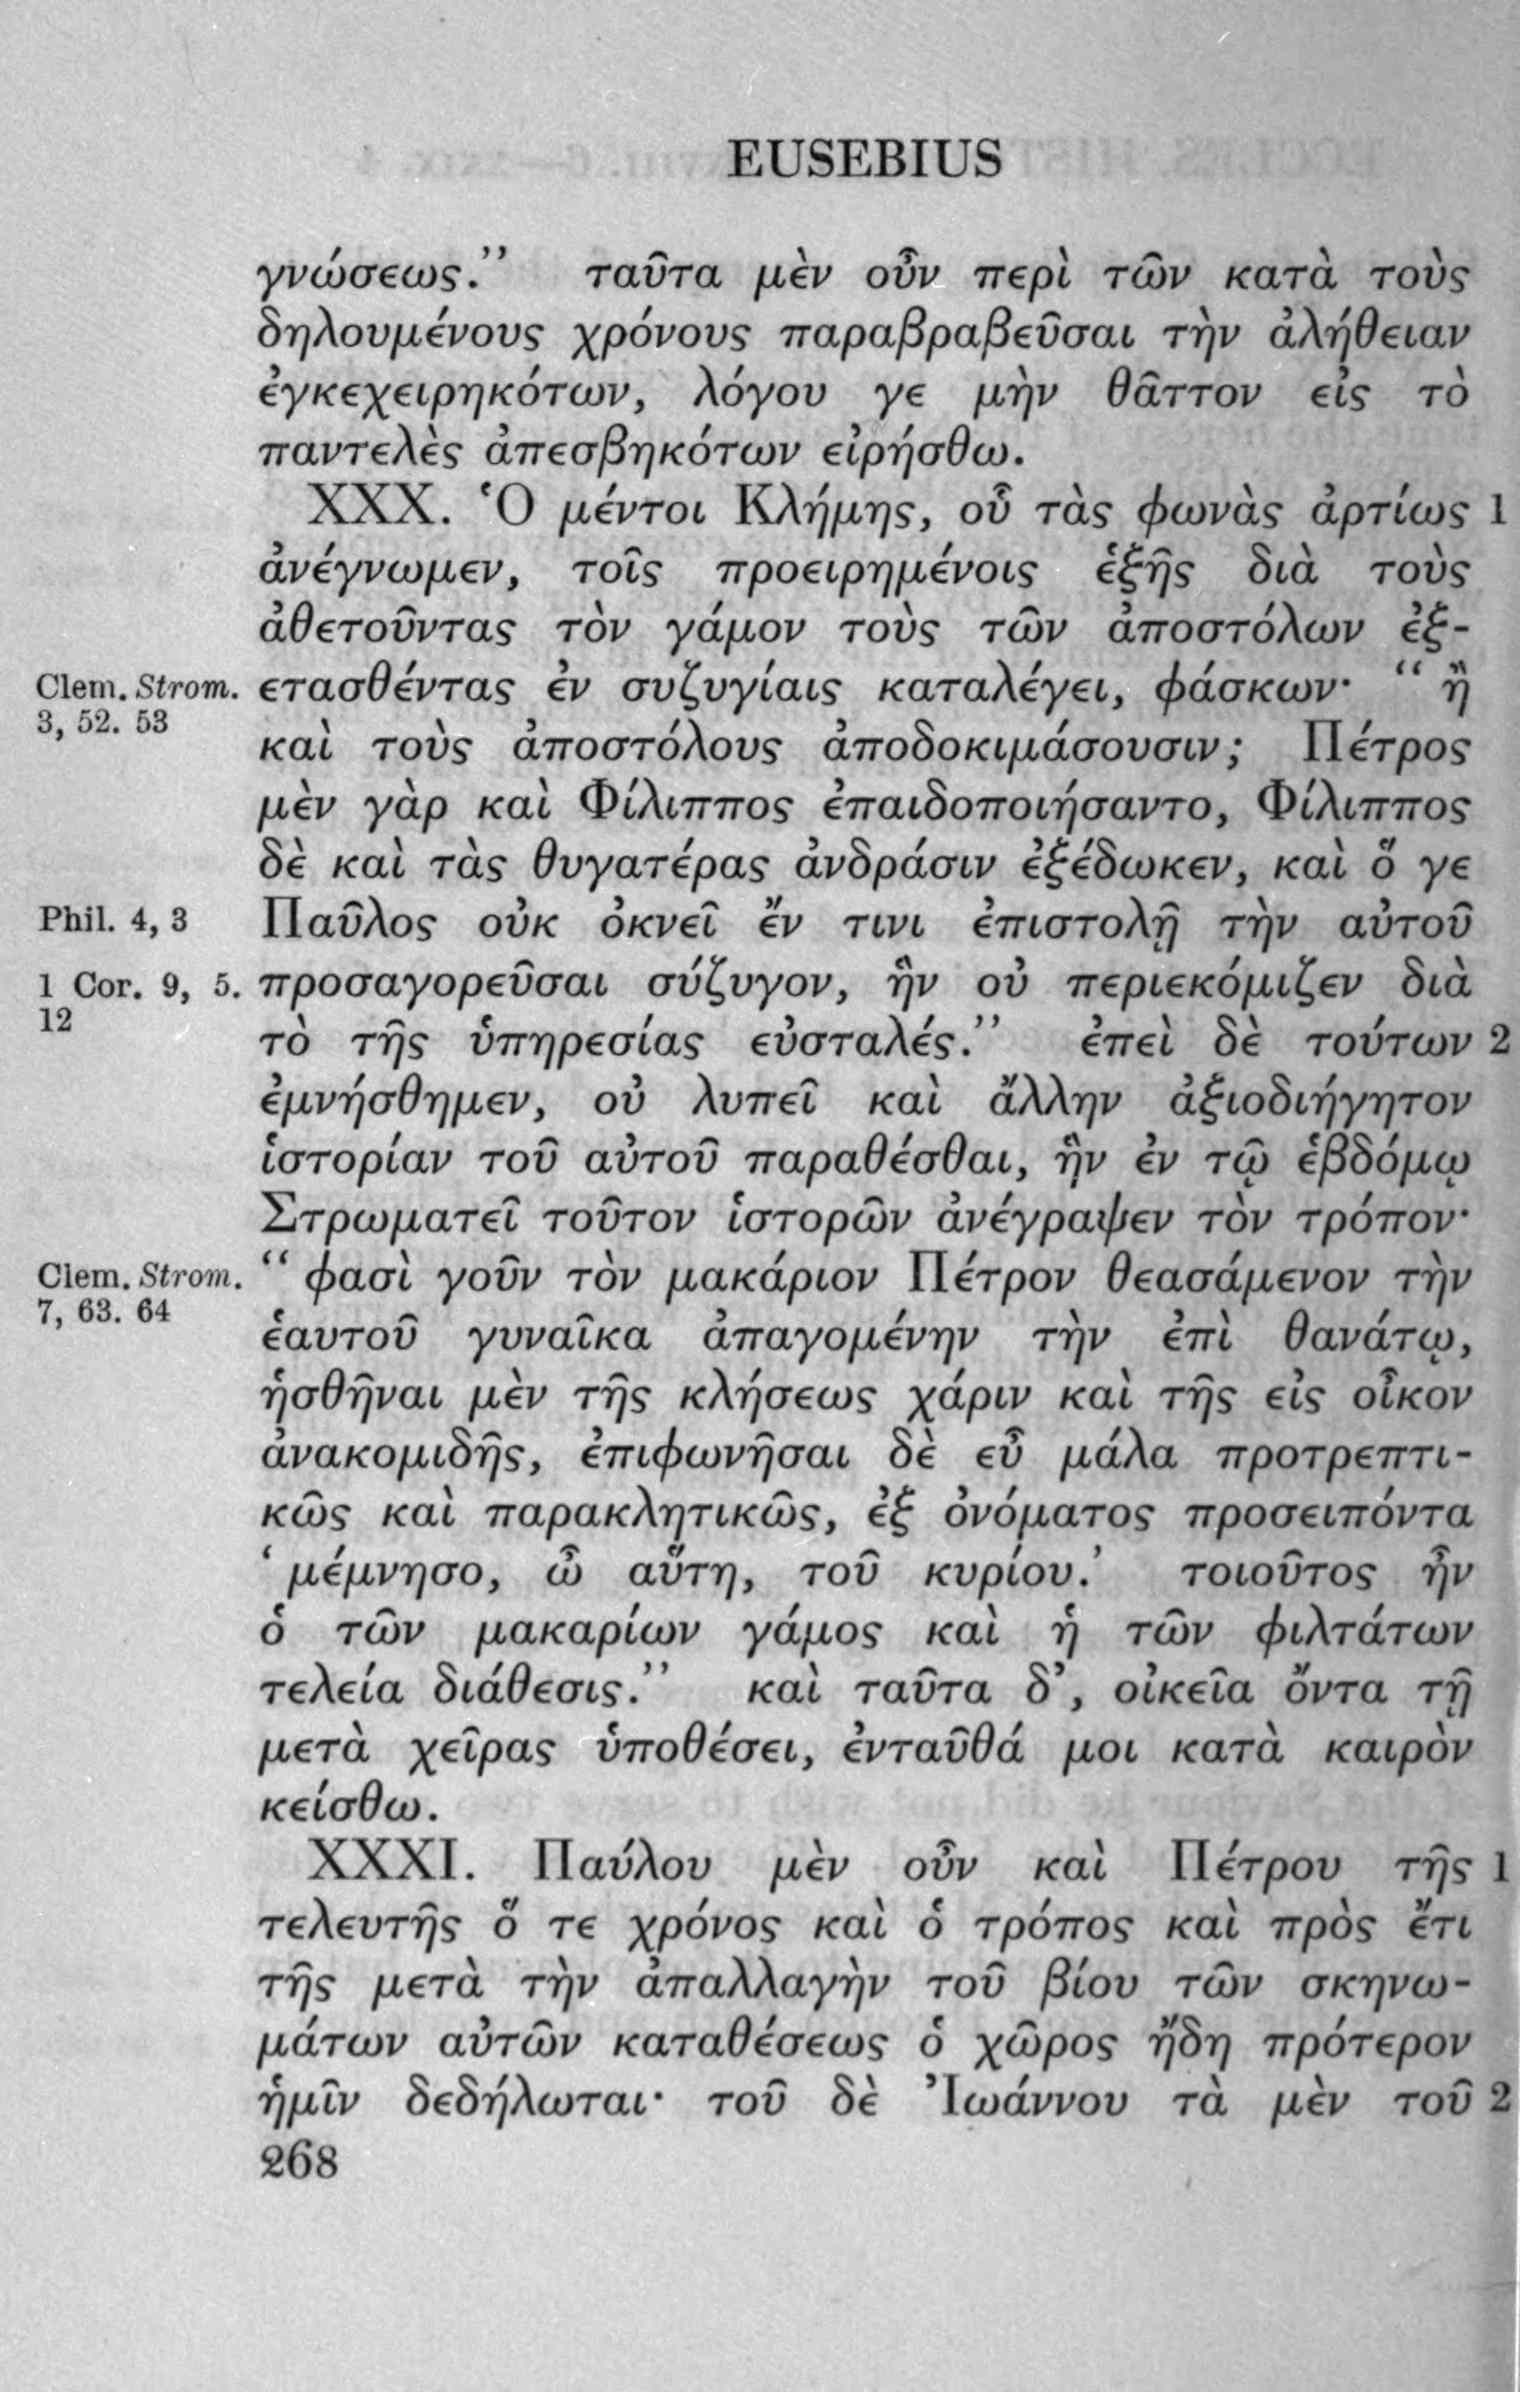 EUSEBIUS
γνώσεως.” ταῦτα μὲν οὖν περὶ τῶν κατὰ τοὺς
δηλουμένους χρόνους παραβραβεῦσαι τὴν ἀλήθειαν
ἐγκεχειρηκότων, λόγου γε μὴν θᾶττον εἰς τὸ
παντελὲς ἀπεσβηκότων εἰρήσθω.
XXX. Ὁ μέντοι Κλήμης, οὗ τὰς φωνὰς ἀρτίως 1
ἀνέγνωμεν, τοῖς προειρημένοις ἑξῆς διὰ τοὺς
ἀθετοῦντας τὸν γάμον τοὺς τῶν ἀποστόλων ἐξ-
Clem. Strom. ετασθέντας ἐν συζυγίαις καταλέγει, φάσκων· “ ἢ
3, 52. 53
καὶ τοὺς ἀποστόλους ἀποδοκιμάσουσιν; Πέτρος
μὲν γὰρ καὶ Φίλιππος ἐπαιδοποιήσαντο, Φίλιππος
δὲ καὶ τὰς θυγατέρας ἀνδράσιν ἐξέδωκεν, καὶ ὅ γε
Phil. 4, 3 Παῦλος οὐκ ὀκνεῖ ἔν τινι ἐπιστολῇ τὴν αὐτοῦ
1 Cor. 9, 5. προσαγορεῦσαι σύζυγον, ἣν οὐ περιεκόμιζεν διὰ
12
τὸ τῆς ὑπηρεσίας εὐσταλές.” ἐπεὶ δὲ τούτων 2
ἐμνήσθημεν, οὐ λυπεῖ καὶ ἄλλην ἀξιοδιήγητον
ἱστορίαν τοῦ αὐτοῦ παραθέσθαι, ἣν ἐν τῷ ἑβδόμῳ
Στρωματεῖ τοῦτον ἱστορῶν ἀνέγραψεν τὸν τρόπον·
Clem. Strom. “ φασὶ γοῦν τὸν μακάριον Πέτρον θεασάμενον τὴν
7, 63. 64
ἑαυτοῦ γυναῖκα ἀπαγομένην τὴν ἐπὶ θανάτῳ,
ἡσθῆναι μὲν τῆς κλήσεως χάριν καὶ τῆς εἰς οἶκον
ἀνακομιδῆς, ἐπιφωνῆσαι δὲ εὖ μάλα προτρεπτι-
κῶς καὶ παρακλητικῶς, ἐξ ὀνόματος προσειπόντα
‘ μέμνησο, ὦ αὕτη, τοῦ κυρίου.’ τοιοῦτος ἦν
ὁ τῶν μακαρίων γάμος καὶ ἡ τῶν φιλτάτων
τελεία διάθεσις.” καὶ ταῦτα δ’, οἰκεῖα ὄντα τῇ
μετὰ χεῖρας ὑποθέσει, ἐνταῦθά μοι κατὰ καιρὸν
κείσθω.
XXXI. Παύλου μὲν οὖν καὶ Πέτρου τῆς 1
τελευτῆς ὅ τε χρόνος καὶ ὁ τρόπος καὶ πρὸς ἔτι
τῆς μετὰ τὴν ἀπαλλαγὴν τοῦ βίου τῶν σκηνω-
μάτων αὐτῶν καταθέσεως ὁ χῶρος ἤδη πρότερον
ἡμῖν δεδήλωται· τοῦ δὲ Ἰωάννου τὰ μὲν τοῦ 2
268